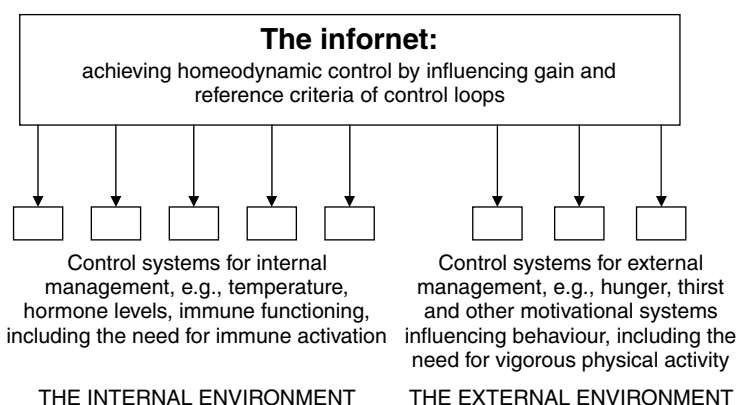 The infornet:
achieving homeodynamic control by influencing gain and
reference criteria of control loops
Control systems for internal
management, e.g., temperature,
hormone levels, immune functioning,
including the need for immune activation
THE INTERNAL ENVIRONMENT
Control systems for external
management, e.g., hunger, thirst
and other motivational systems
influencing behaviour, including the
need for vigorous physical activity
THE EXTERNAL ENVIRONMENT